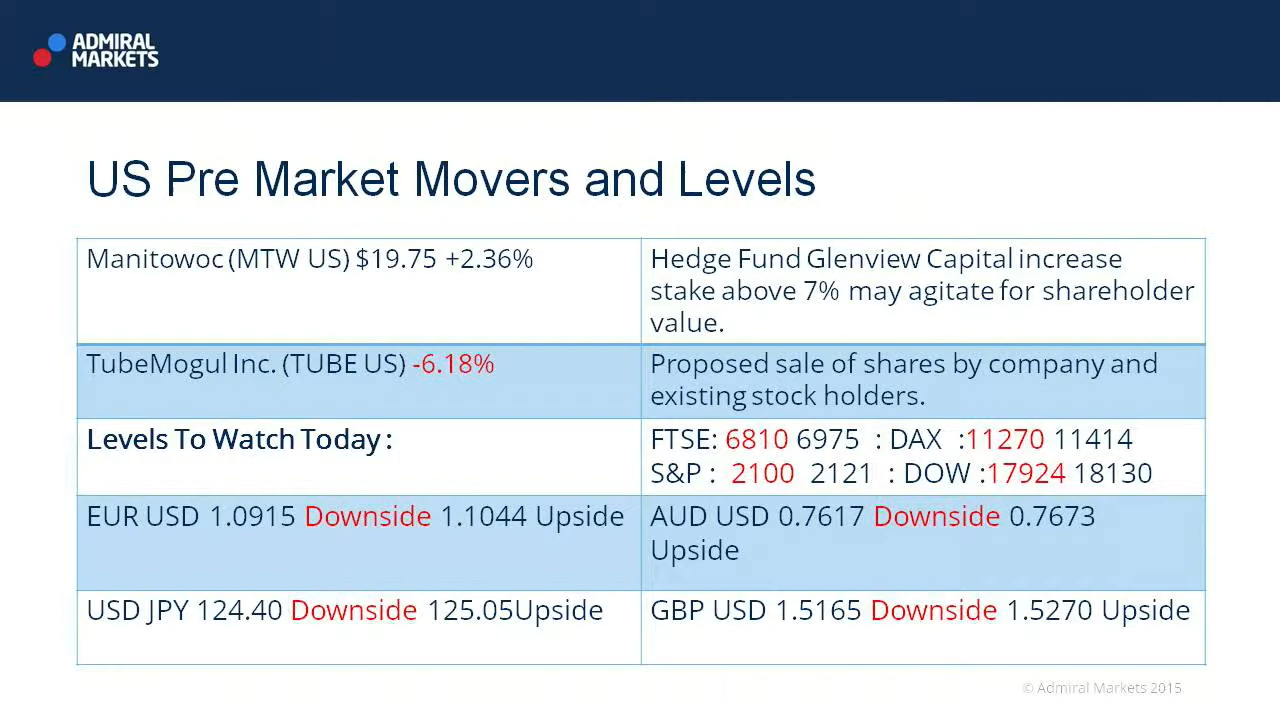 ADMIRAL
MARKETS
US Pre Market Movers and Levels
Manitowoc (MTW US) $19.75 +2.36%
Hedge Fund Glenview Capital increase
stake above 7% may agitate for shareholder
value.
TubeMogul Inc. (TUBE US) -6.18%
Proposed sale of shares by company and
existing stock holders.
Levels To Watch Today :
FTSE: 6810 6975 : DAX :11270 11414
S&P : 2100 2121 : DOW :17924 18130
EUR USD 1.0915 Downside 1.1044 Upside
AUD USD 0.7617 Downside 0.7673
Upside
USD JPY 124.40 Downside 125.05Upside
GBP USD 1.5165 Downside 1.5270 Upside
© Admiral Markets 2015